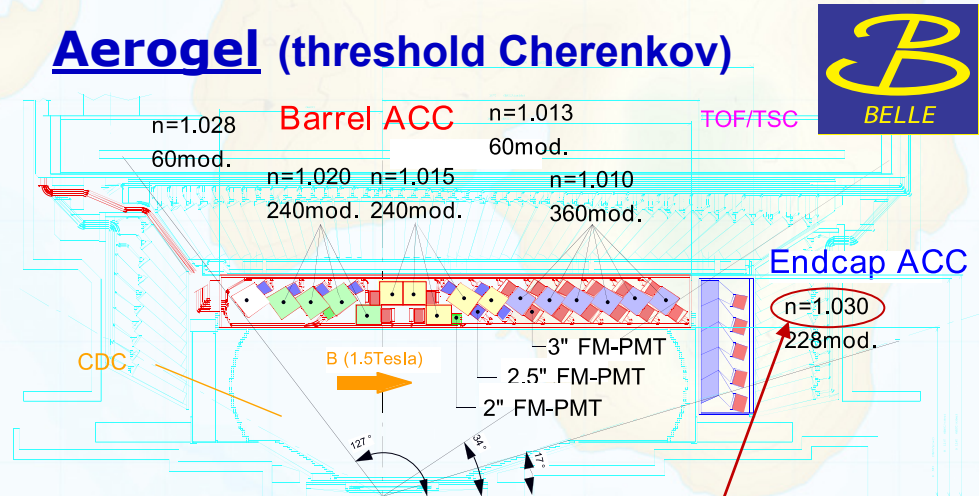 Aerogel (threshold Cherenkov)
BELLE
n=1.028
60mod.
Barrel ACC
n=1.013
60mod.
TOF/TSC
n=1.020
240mod.
n=1.015
240mod.
n=1.010
360mod.
Endcap ACC
n=1.030
228mod.
3" FM-PMT
2.5" FM-PMT
2" FM-PMT
CDC
B (1.5Tesla)
127°
34°
17°